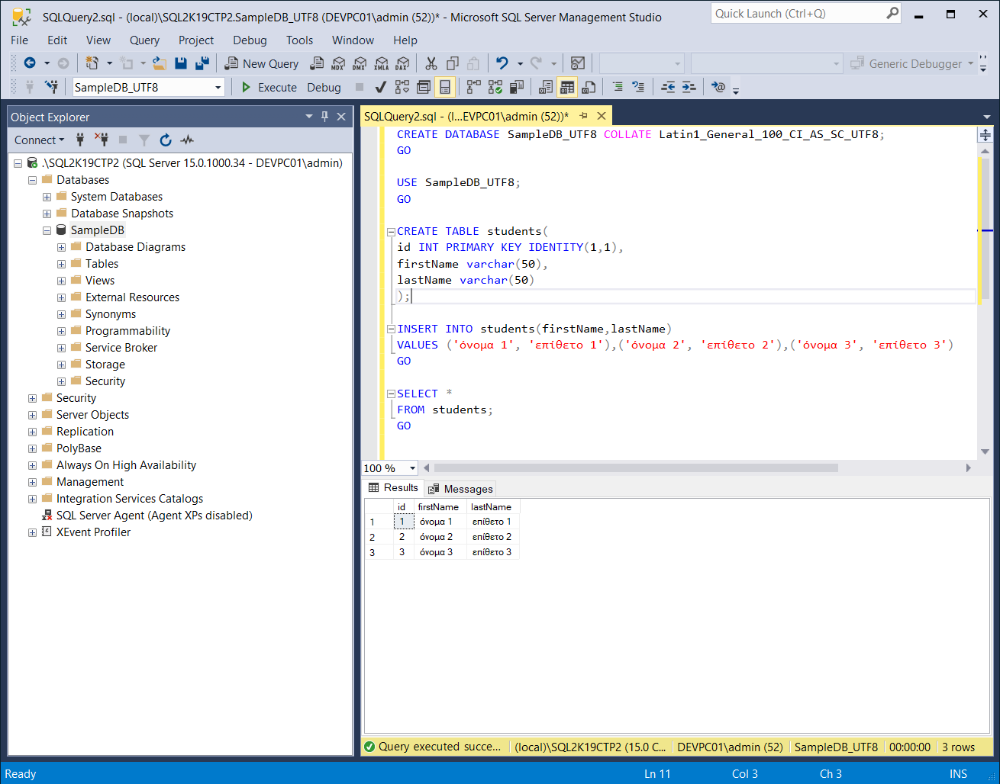 SQLQuery2.sql - (local)\SQL2K19CTP2.SampleDB_UTF8 (DEVPC01\admin (52))* - Microsoft SQL Server Management Studio
Quick Launch (Ctrl+Q)
File Edit View Query Project Debug Tools Window Help
New Query MDX DMX XMLA DAX Generic Debugger
SampleDB_UTF8 Execute Debug
Object Explorer
Connect
.\SQL2K19CTP2 (SQL Server 15.0.1000.34 - DEVPC01\admin)
Databases
System Databases
Database Snapshots
SampleDB
Database Diagrams
Tables
Views
External Resources
Synonyms
Programmability
Service Broker
Storage
Security
Security
Server Objects
Replication
PolyBase
Always On High Availability
Management
Integration Services Catalogs
SQL Server Agent (Agent XPs disabled)
XEvent Profiler
SQLQuery2.sql - (l...EVPC01\admin (52))*
CREATE DATABASE SampleDB_UTF8 COLLATE Latin1_General_100_CI_AS_SC_UTF8;
GO
USE SampleDB_UTF8;
GO
CREATE TABLE students(
id INT PRIMARY KEY IDENTITY(1,1),
firstName varchar(50),
lastName varchar(50)
);
INSERT INTO students(firstName,lastName)
VALUES ('όνομα 1', 'επίθετο 1'),('όνομα 2', 'επίθετο 2'),('όνομα 3', 'επίθετο 3')
GO
SELECT *
FROM students;
GO
100 %
Results Messages
id firstName lastName
1 1 όνομα 1 επίθετο 1
2 2 όνομα 2 επίθετο 2
3 3 όνομα 3 επίθετο 3
Query executed succe... (local)\SQL2K19CTP2 (15.0 C... DEVPC01\admin (52) SampleDB_UTF8 00:00:00 3 rows
Ready Ln 11 Col 3 Ch 3 INS